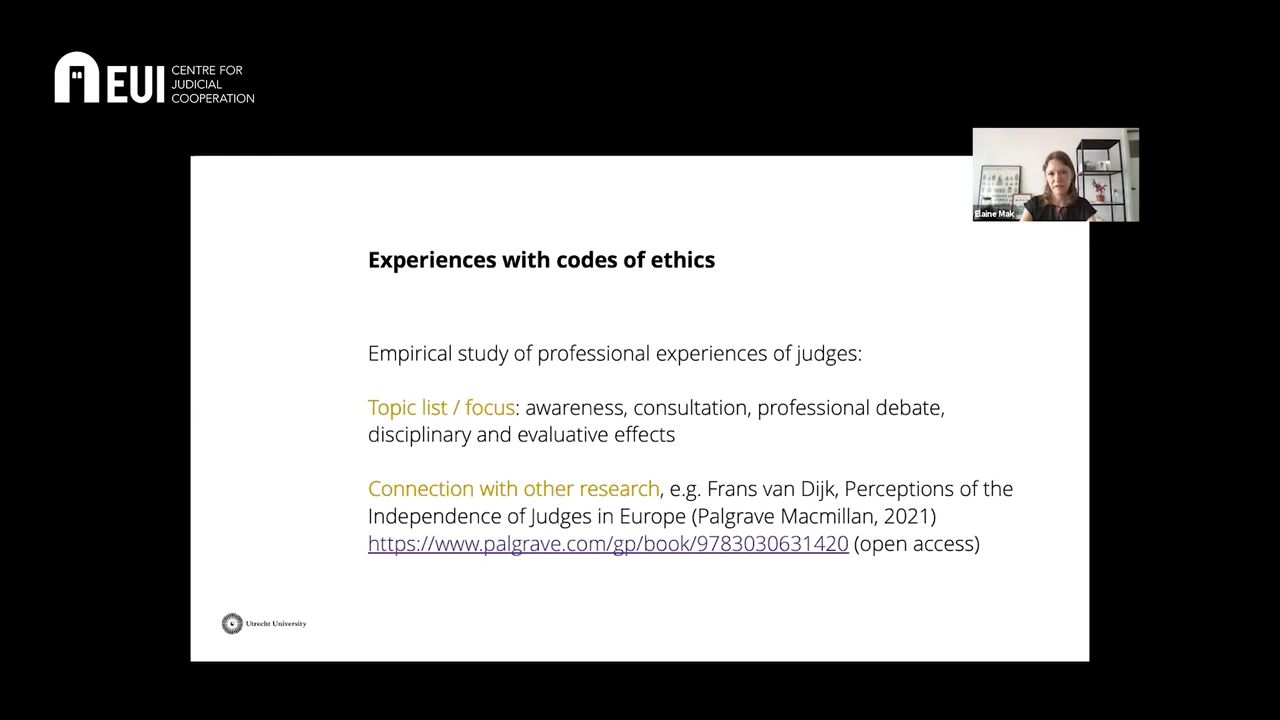 EUI
CENTRE FOR
JUDICIAL
COOPERATION
Elaine Mak
Experiences with codes of ethics
Empirical study of professional experiences of judges:
Topic list / focus: awareness, consultation, professional debate,
disciplinary and evaluative effects
Connection with other research, e.g. Frans van Dijk, Perceptions of the
Independence of Judges in Europe (Palgrave Macmillan, 2021)
https://www.palgrave.com/gp/book/9783030631420 (open access)
Utrecht University